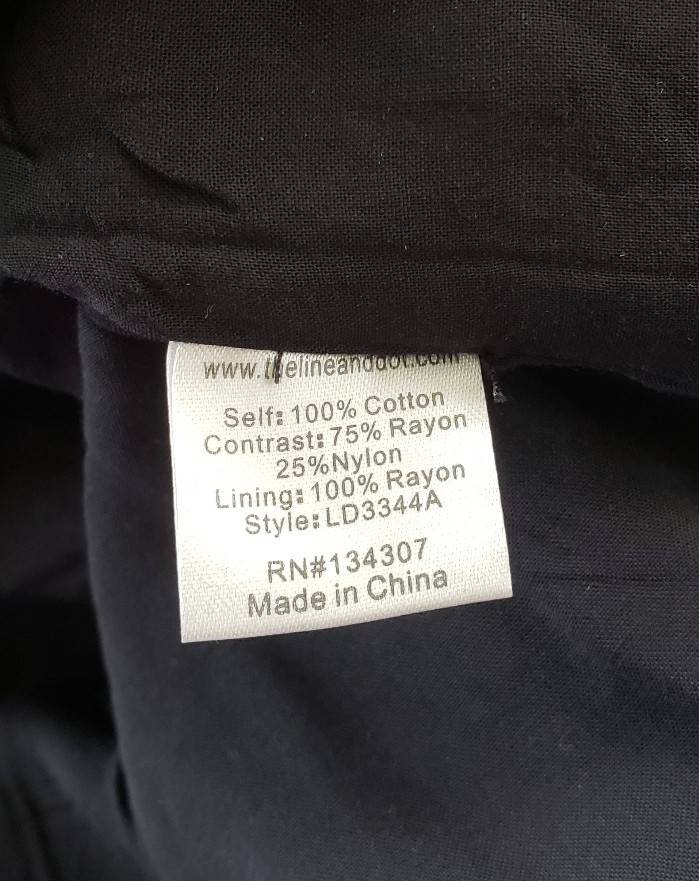 www.thelineanddot.com
Self: 100% Cotton
Contrast: 75% Rayon
25%Nylon
Lining: 100% Rayon
Style: LD3344A
RN#134307
Made in China